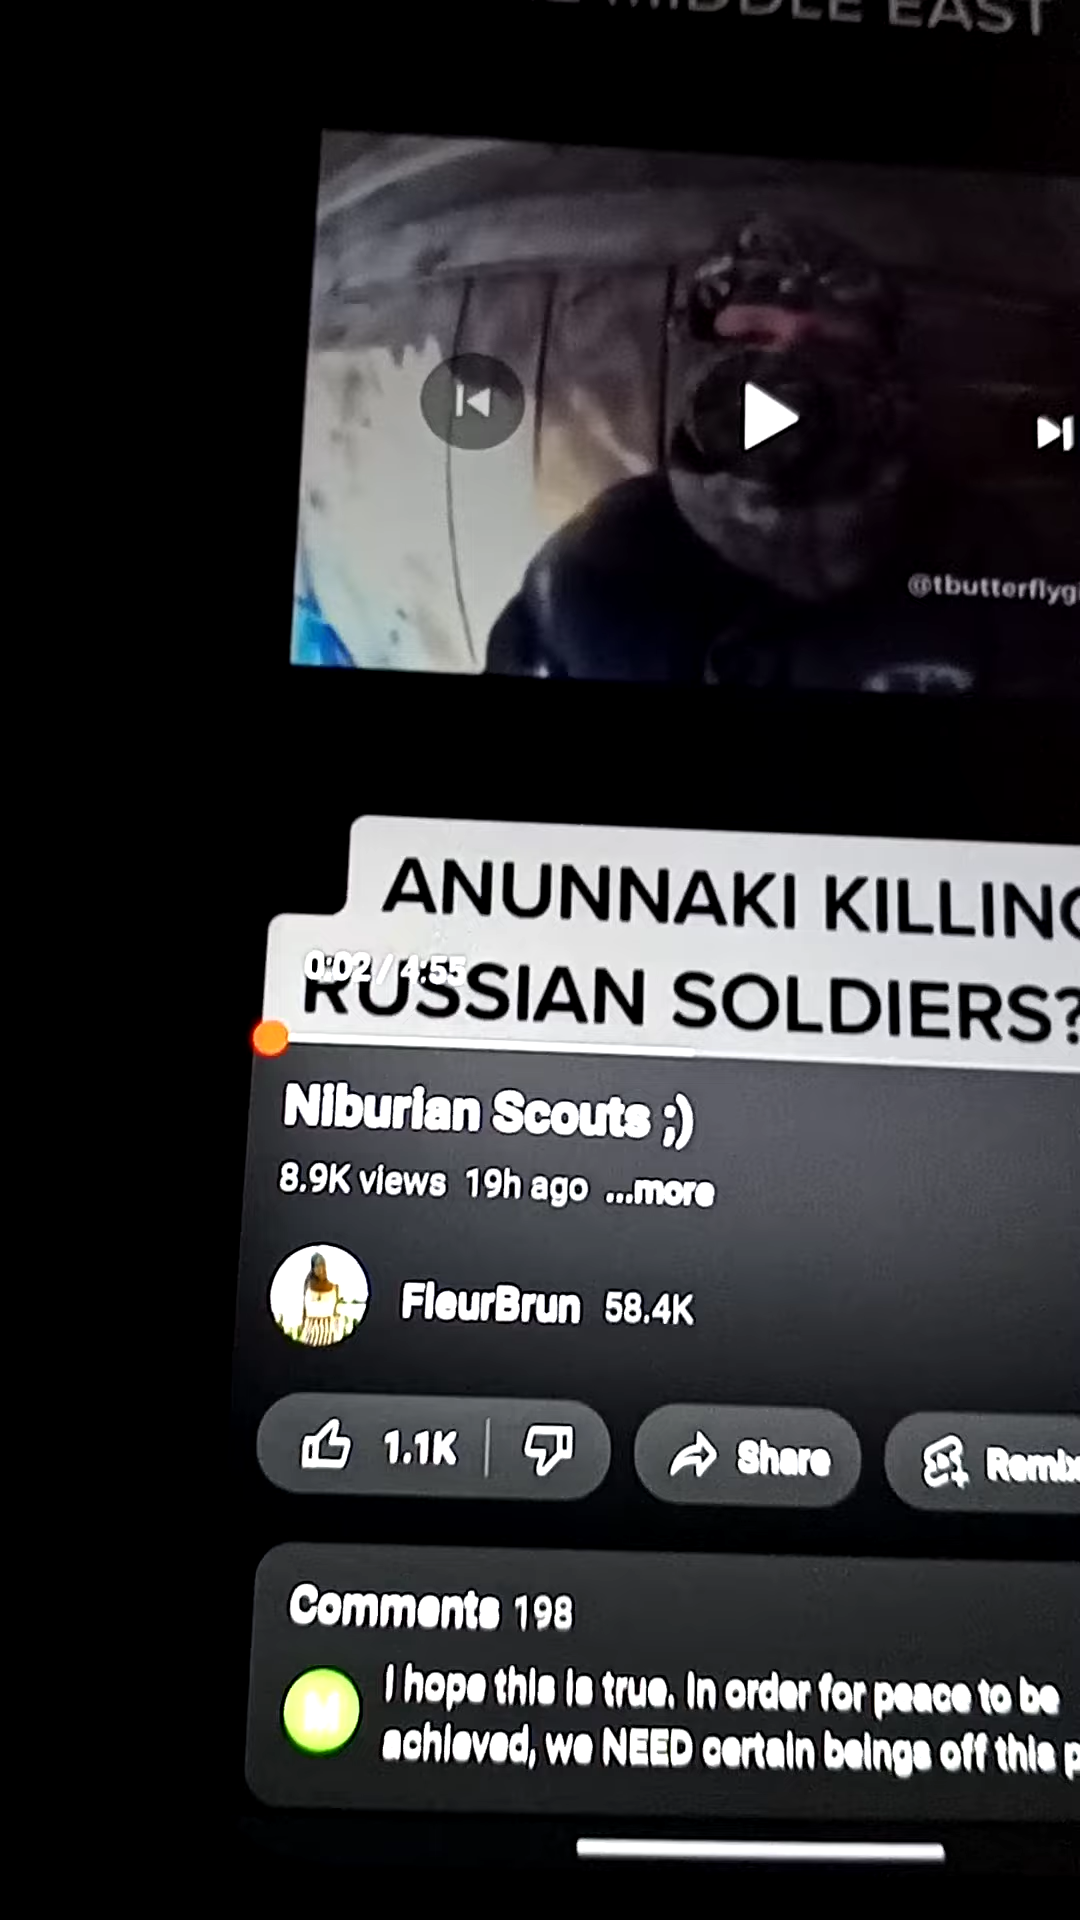 MIDDLE EAST
@tbutterflygi
ANUNNAKI KILLING
RUSSIAN SOLDIERS?
0:02 / 4:55
Niburian Scouts ;)
8.9K views 19h ago ...more
FleurBrun 58.4K
1.1K
Share
Remix
Comments 198
M
I hope this is true. In order for peace to be
achieved, we NEED certain beings off this p